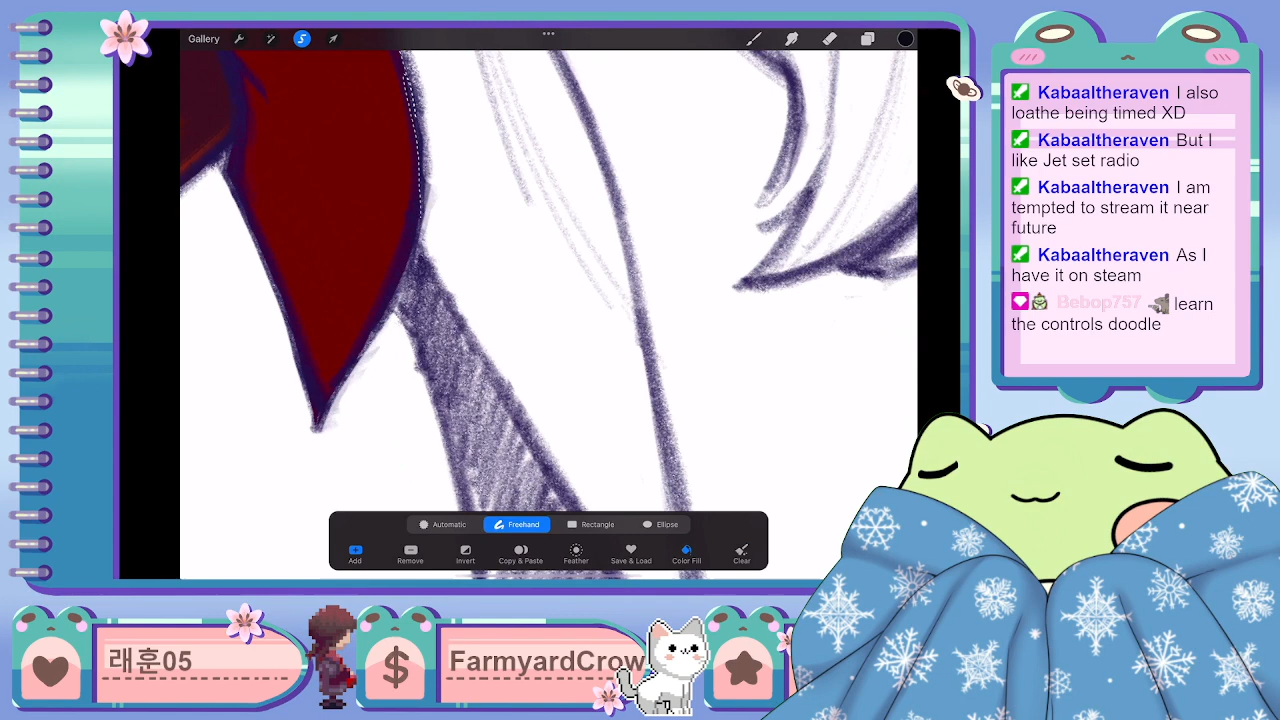 Gallery
Kabaaltheraven I also
loathe being timed XD
Kabaaltheraven But I
like Jet set radio
Kabaaltheraven I am
tempted to stream it near
future
Kabaaltheraven As I
have it on steam
Bebop757 learn
the controls doodle
Automatic Freehand Rectangle Ellipse
Add Remove Invert Copy & Paste Feather Save & Load Color Fill Clear
래훈05
FarmyardCrow